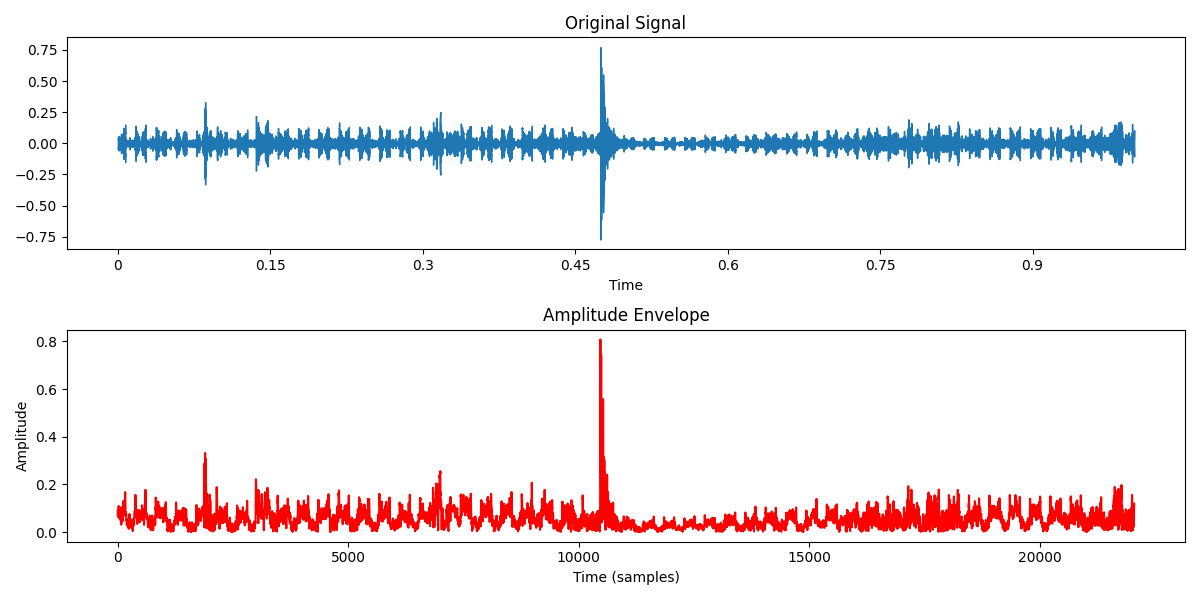 Original Signal
0.75
0.50
0.25
0.00
−0.25
−0.50
−0.75
0 0.15 0.3 0.45 0.6 0.75 0.9
Time
Amplitude Envelope
Amplitude
0.8
0.6
0.4
0.2
0.0
0 5000 10000 15000 20000
Time (samples)